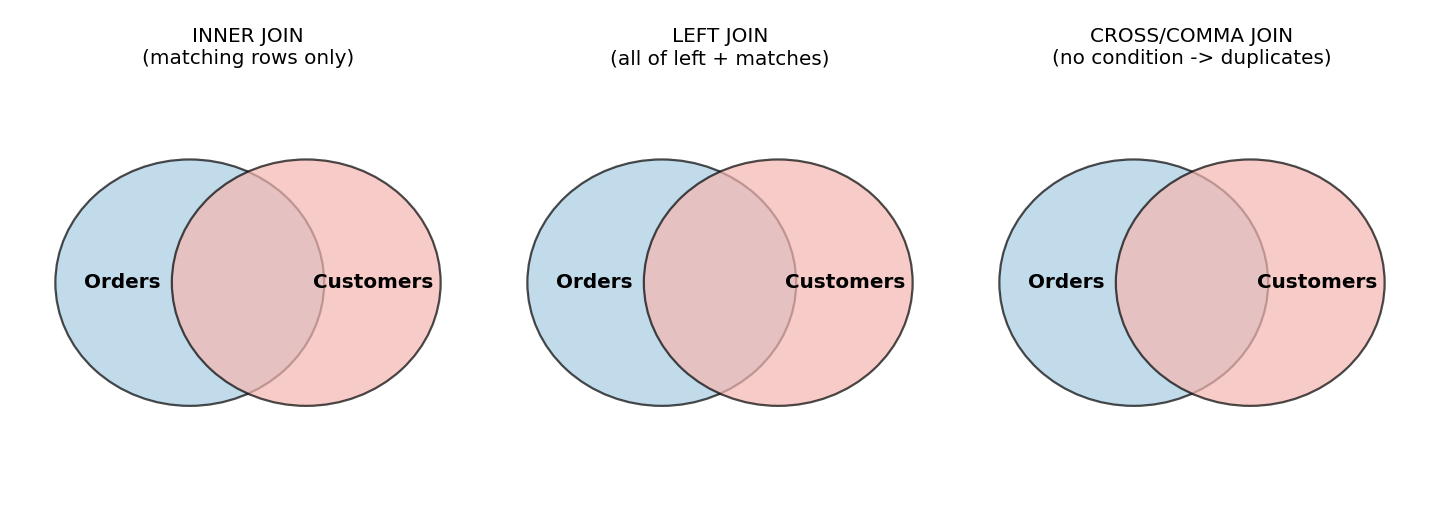 INNER JOIN
(matching rows only)
LEFT JOIN
(all of left + matches)
CROSS/COMMA JOIN
(no condition -> duplicates)
Orders
Customers
Orders
Customers
Orders
Customers